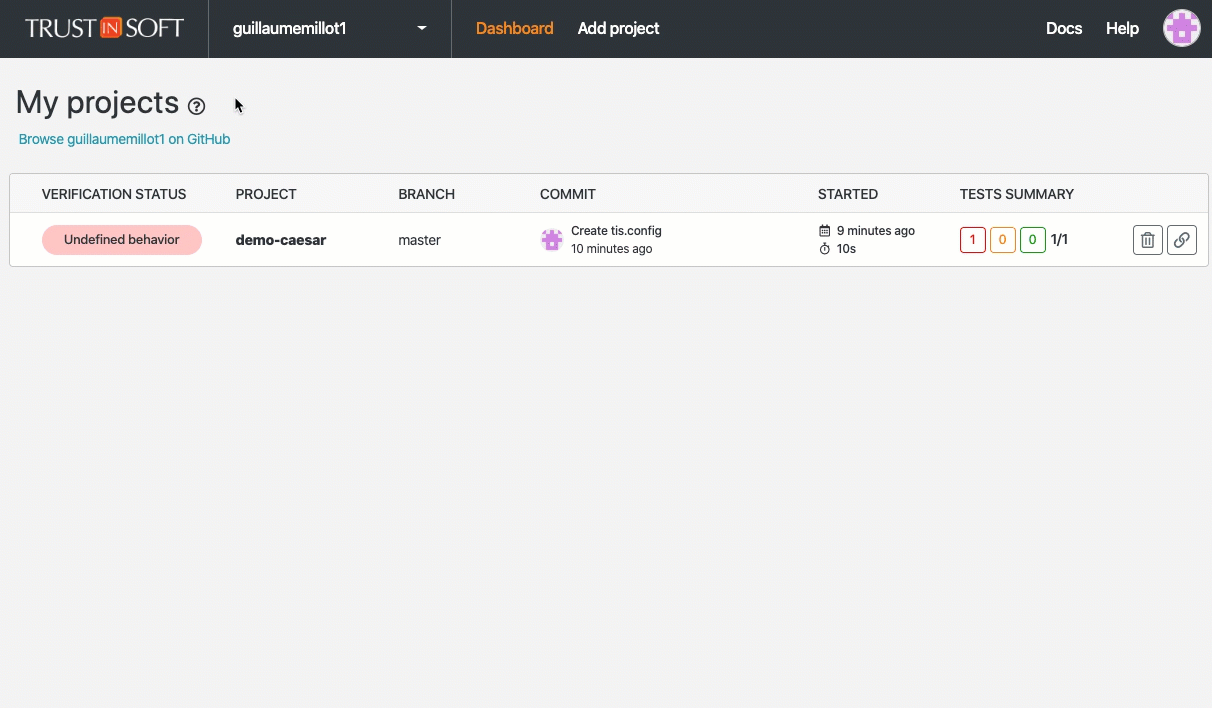 TRUST IN SOFT guillaumemillot1 Dashboard Add project Docs Help
My projects ?
Browse guillaumemillot1 on GitHub
VERIFICATION STATUS PROJECT BRANCH COMMIT STARTED TESTS SUMMARY
Undefined behavior demo-caesar master Create tis.config 9 minutes ago 1 0 0 1/1
10 minutes ago 10s